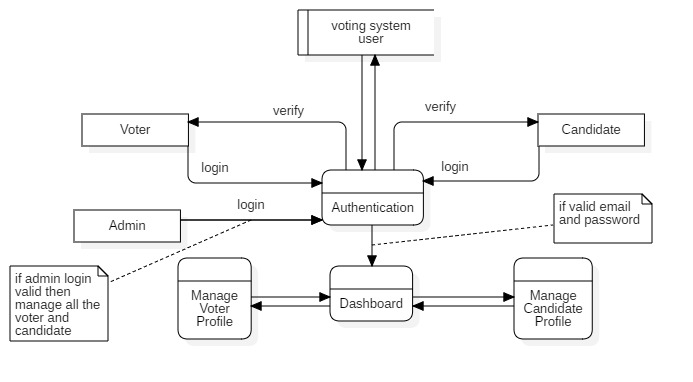 voting system
user
verify
verify
Voter
Candidate
login
login
login
Authentication
Admin
if valid email
and password
if admin login
valid then
manage all the
voter and
candidate
Manage
Voter
Profile
Dashboard
Manage
Candidate
Profile